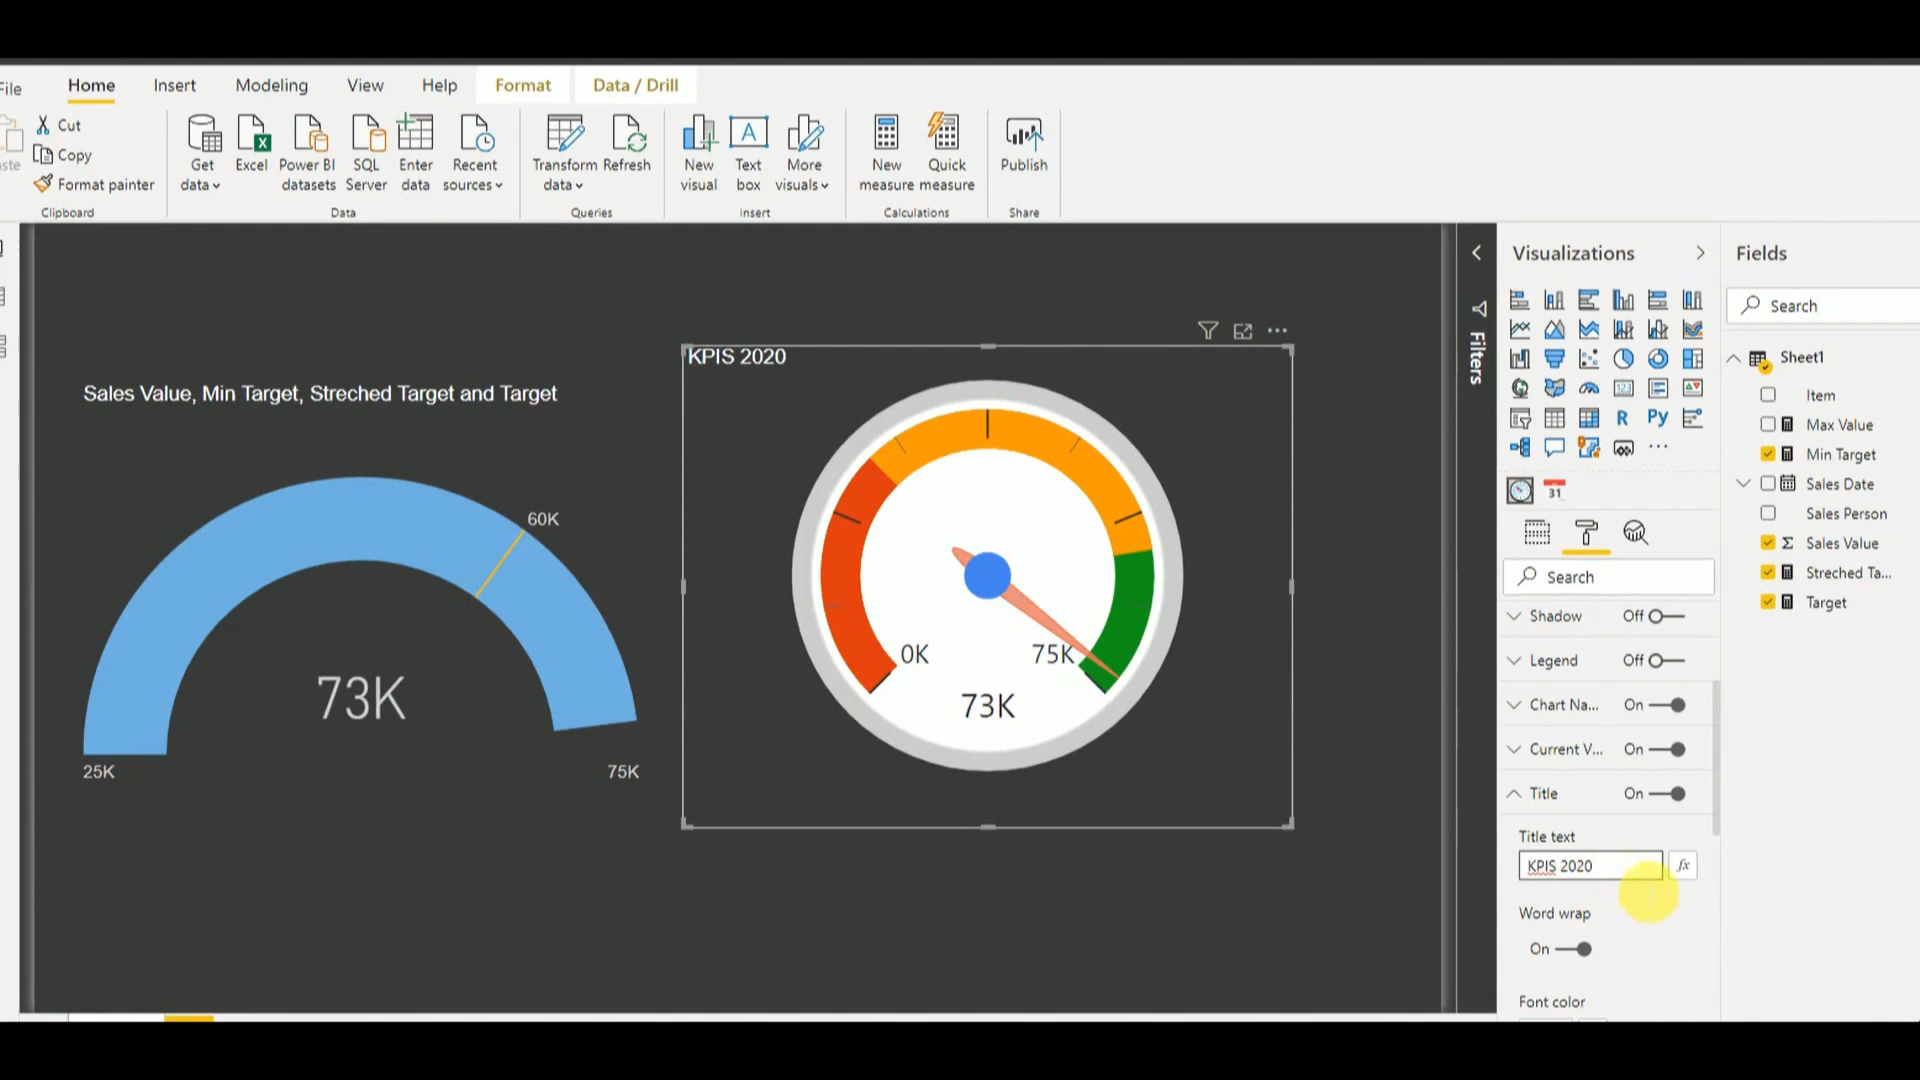 File
Home
Insert
Modeling
View
Help
Format
Data / Drill
Cut
Copy
Format painter
Clipboard
Get
data
Excel
Power BI
datasets
SQL
Server
Enter
data
Recent
sources
Data
Transform
data
Refresh
Queries
New
visual
A
Text
box
More
visuals
Insert
New
measure
Quick
measure
Calculations
Publish
Share
Sales Value, Min Target, Streched Target and Target
60K
73K
25K
75K
KPIS 2020
0K
75K
73K
Filters
Visualizations
123
R
Py
31
Search
Shadow
Off
Legend
Off
Chart Na...
On
Current V...
On
Title
On
Title text
KPIS 2020
fx
Word wrap
On
Font color
Fields
Search
Sheet1
Item
Max Value
Min Target
Sales Date
Sales Person
Σ Sales Value
Streched Ta...
Target